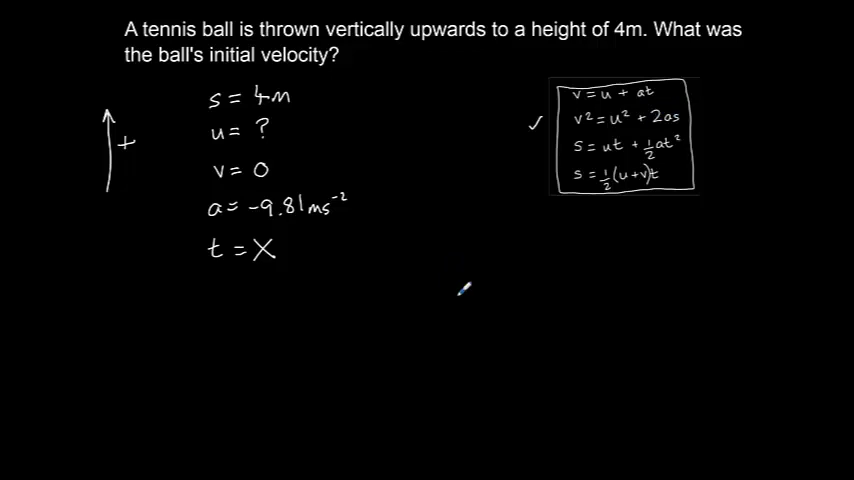 A tennis ball is thrown vertically upwards to a height of 4m. What was
the ball's initial velocity?
s = 4m
u = ?
v = 0
a = -9.81ms⁻²
t = X
+
✓
v = u + at
v² = u² + 2as
s = ut + ½at²
s = ½(u+v)t